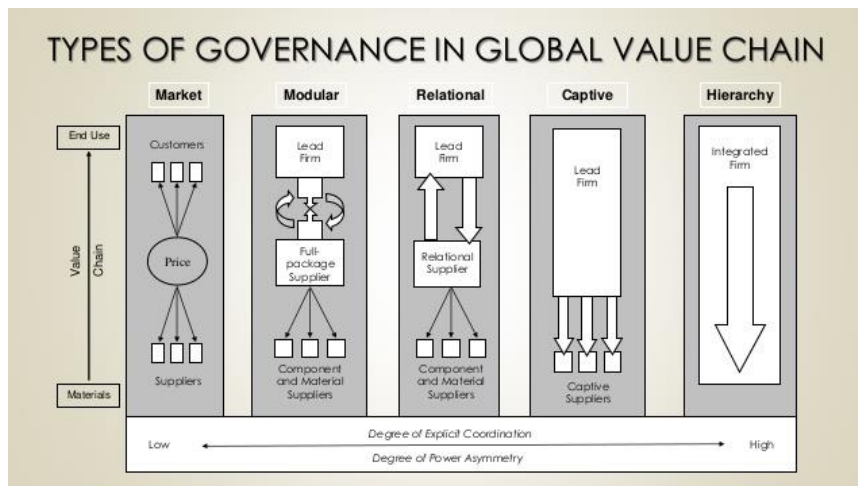 TYPES OF GOVERNANCE IN GLOBAL VALUE CHAIN
Market
Modular
Relational
Captive
Hierarchy
End Use
Value
Chain
Materials
Customers
Price
Suppliers
Lead
Firm
Full-
package
Supplier
Component
and Material
Suppliers
Lead
Firm
Relational
Supplier
Component
and Material
Suppliers
Lead
Firm
Captive
Suppliers
Integrated
Firm
Low
Degree of Explicit Coordination
Degree of Power Asymmetry
High